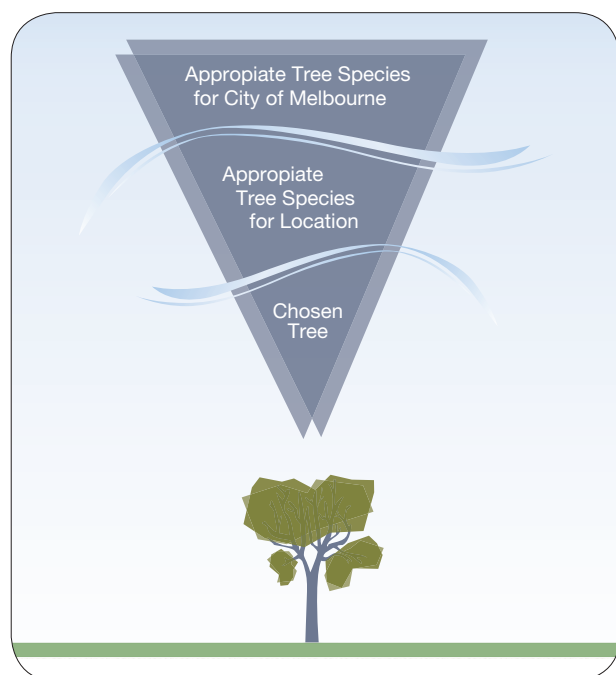 Appropiate Tree Species
for City of Melbourne
Appropiate
Tree Species
for Location
Chosen
Tree